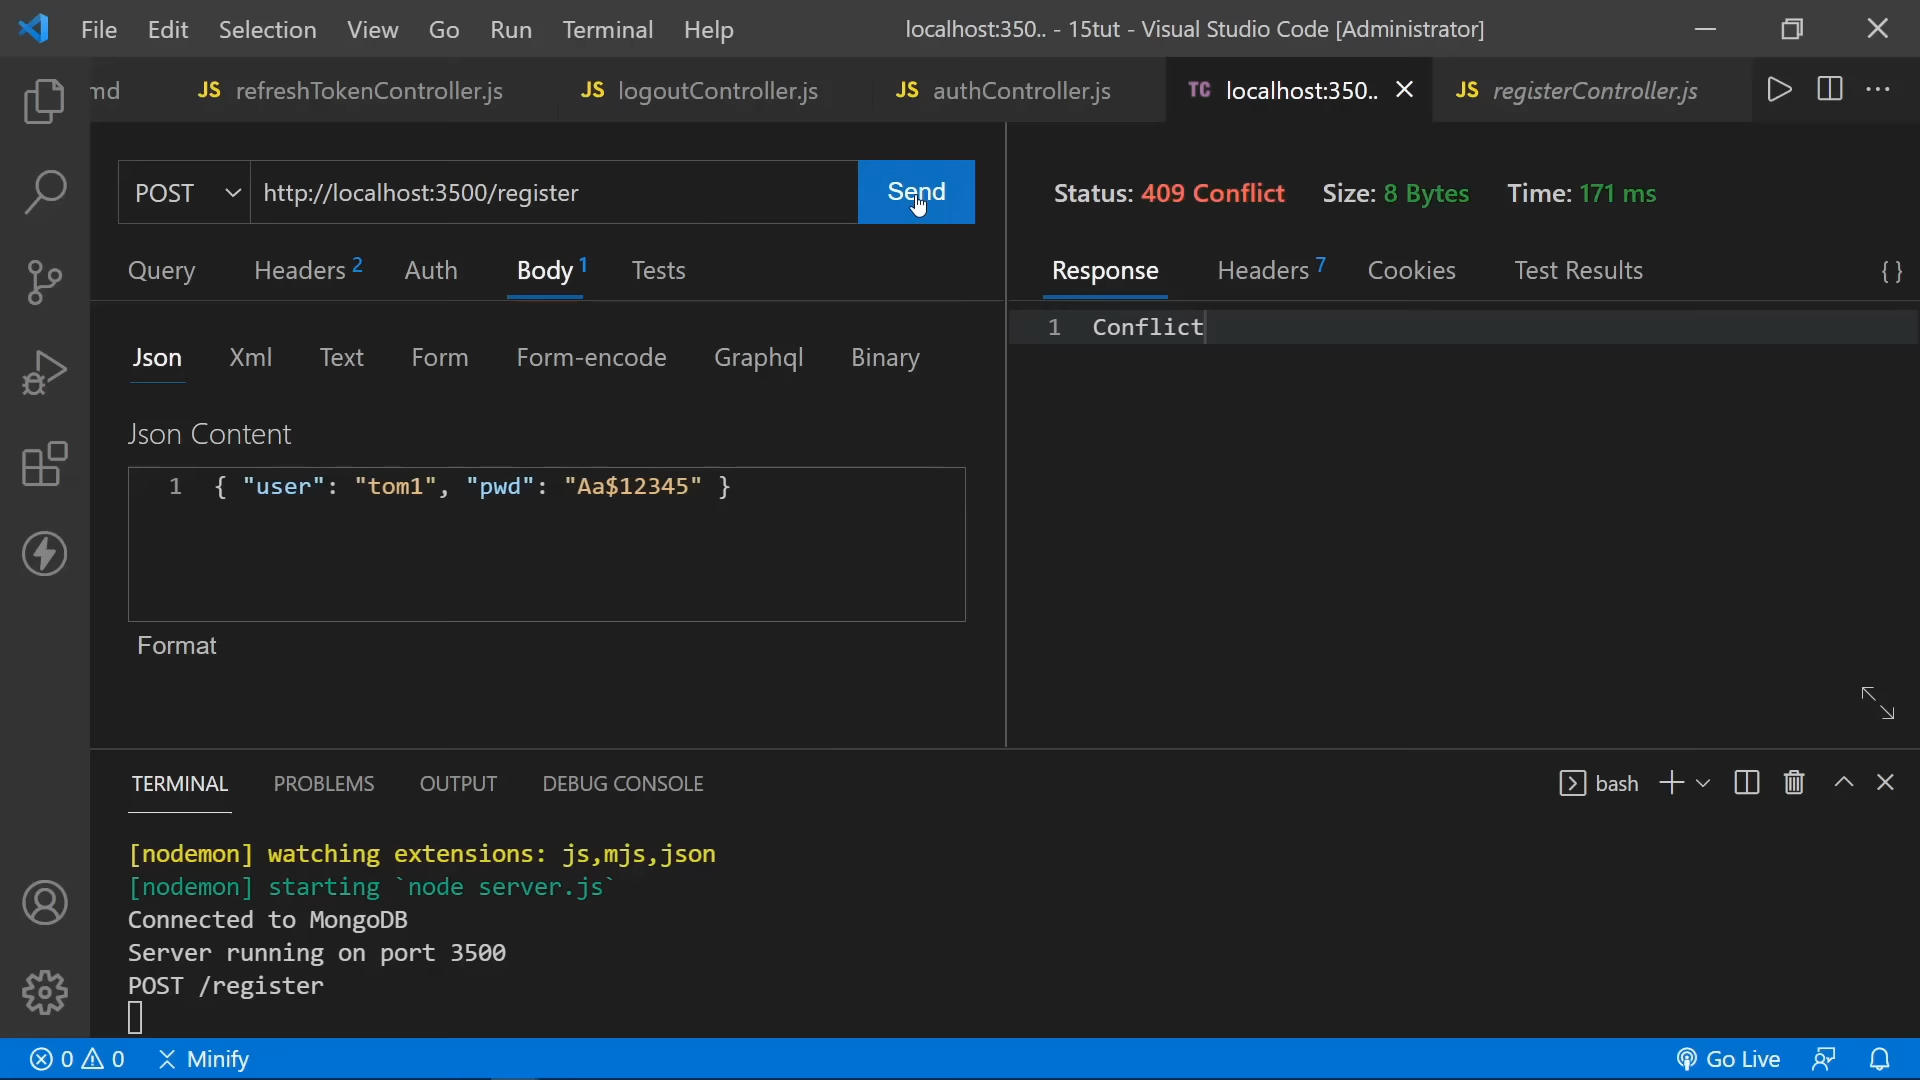 File Edit Selection View Go Run Terminal Help localhost:350.. - 15tut - Visual Studio Code [Administrator]
md JS refreshTokenController.js JS logoutController.js JS authController.js TC localhost:350.. JS registerController.js
POST http://localhost:3500/register Send
Status: 409 Conflict Size: 8 Bytes Time: 171 ms
Query Headers 2 Auth Body 1 Tests
Response Headers 7 Cookies Test Results { }
1 Conflict
Json Xml Text Form Form-encode Graphql Binary
Json Content
1 { "user": "tom1", "pwd": "Aa$12345" }
Format
TERMINAL PROBLEMS OUTPUT DEBUG CONSOLE bash
[nodemon] watching extensions: js,mjs,json
[nodemon] starting `node server.js`
Connected to MongoDB
Server running on port 3500
POST /register
0 0 Minify Go Live